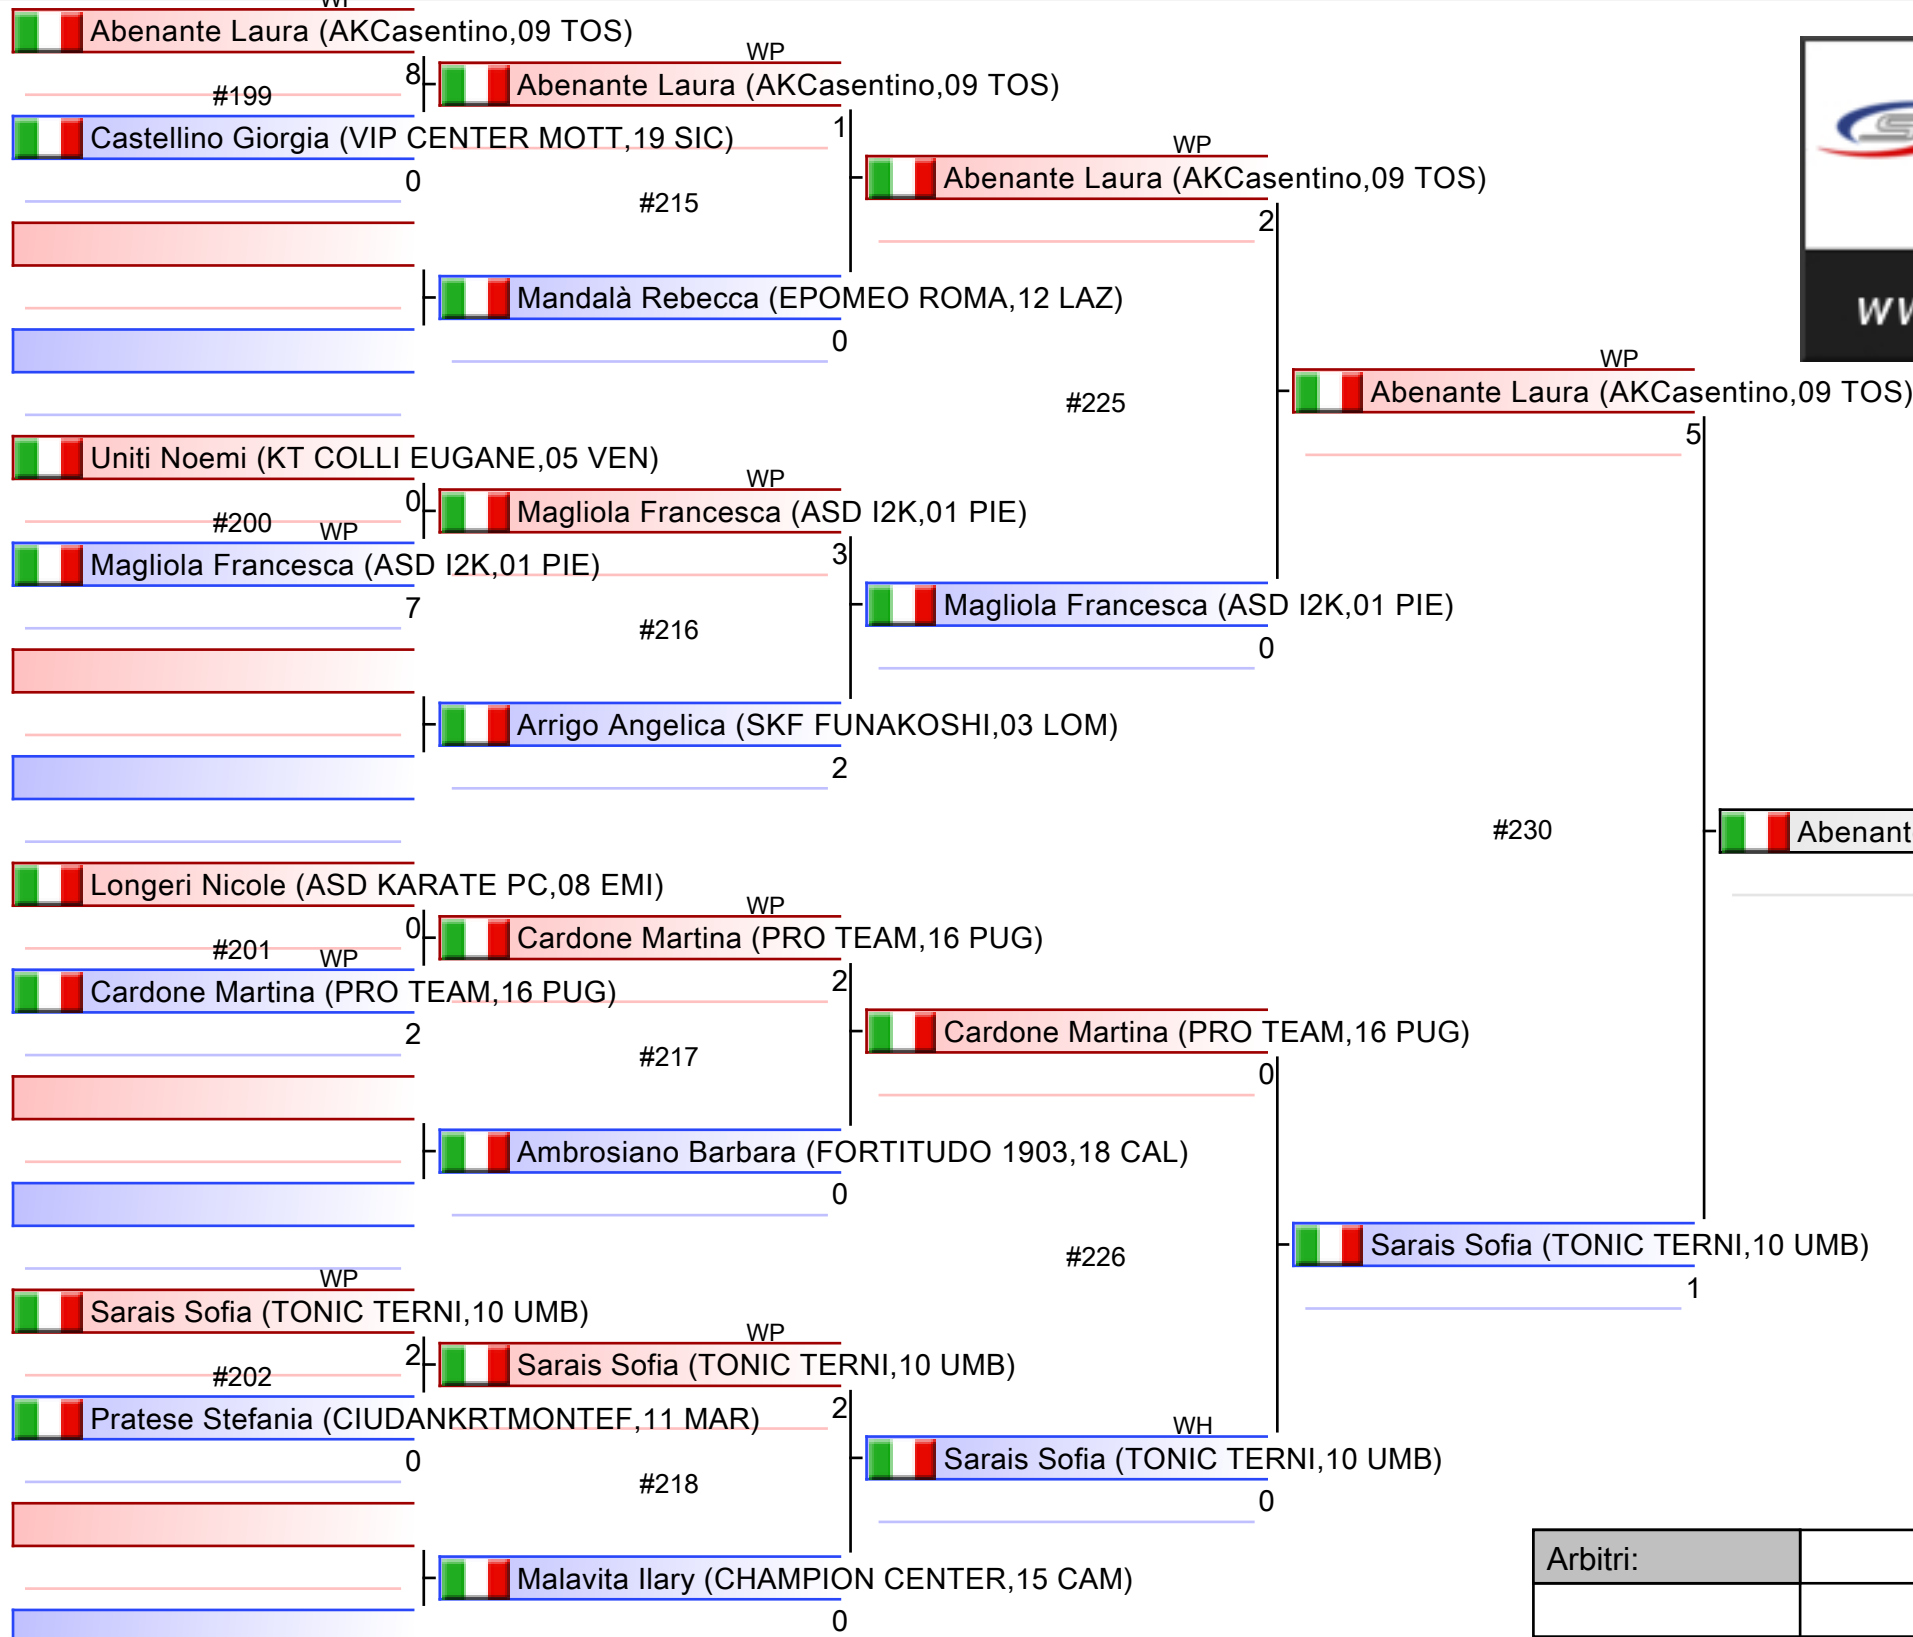 WP
Abenante Laura (AKCasentino,09 TOS)
8
#199
Castellino Giorgia (VIP CENTER MOTT,19 SIC)
0
WP
Abenante Laura (AKCasentino,09 TOS)
1
#215
Mandalà Rebecca (EPOMEO ROMA,12 LAZ)
0
WP
Abenante Laura (AKCasentino,09 TOS)
2
#225
Uniti Noemi (KT COLLI EUGANE,05 VEN)
0
#200
WP
Magliola Francesca (ASD I2K,01 PIE)
7
WP
Magliola Francesca (ASD I2K,01 PIE)
3
#216
Arrigo Angelica (SKF FUNAKOSHI,03 LOM)
2
Magliola Francesca (ASD I2K,01 PIE)
0
WP
Abenante Laura (AKCasentino,09 TOS)
5
#230
Abenant
Longeri Nicole (ASD KARATE PC,08 EMI)
0
#201
WP
Cardone Martina (PRO TEAM,16 PUG)
2
WP
Cardone Martina (PRO TEAM,16 PUG)
2
#217
Ambrosiano Barbara (FORTITUDO 1903,18 CAL)
0
Cardone Martina (PRO TEAM,16 PUG)
0
#226
Sarais Sofia (TONIC TERNI,10 UMB)
1
WP
Sarais Sofia (TONIC TERNI,10 UMB)
2
#202
Pratese Stefania (CIUDANKRTMONTEF,11 MAR)
0
WP
Sarais Sofia (TONIC TERNI,10 UMB)
2
#218
Malavita Ilary (CHAMPION CENTER,15 CAM)
0
WH
Sarais Sofia (TONIC TERNI,10 UMB)
0
Arbitri: